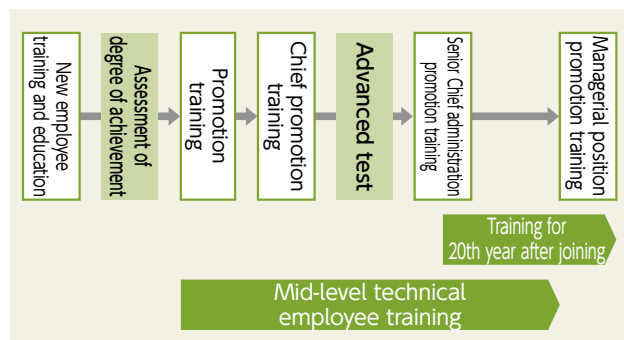 New employee
training and education
Assessment of
degree of achievement
Promotion
training
Chief promotion
training
Advanced test
Senior Chief administration
promotion training
Managerial position
promotion training
Training for
20th year after joining
Mid-level technical
employee training